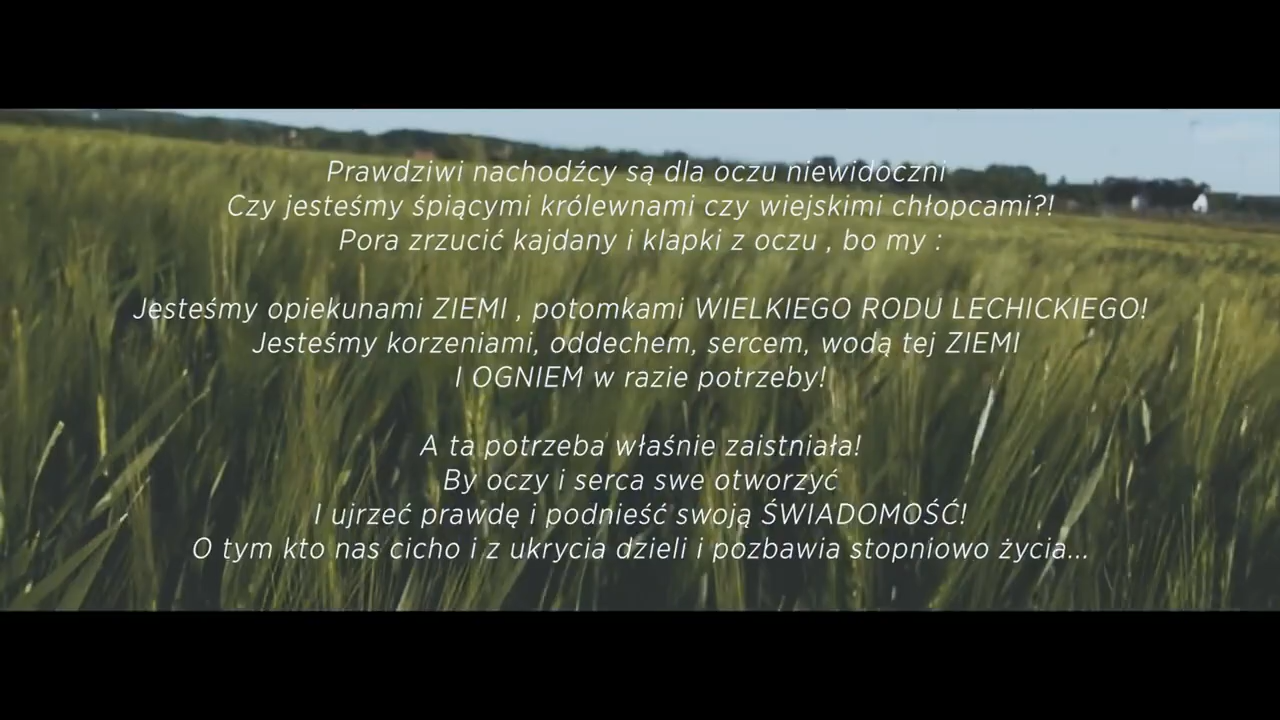 Prawdziwi nachodźcy są dla oczu niewidoczni
Czy jesteśmy śpiącymi królewnami czy wiejskimi chłopcami?!
Pora zrzucić kajdany i klapki z oczu , bo my :
Jesteśmy opiekunami ZIEMI , potomkami WIELKIEGO RODU LECHICKIEGO!
Jesteśmy korzeniami, oddechem, sercem, wodą tej ZIEMI
I OGNIEM w razie potrzeby!
A ta potrzeba właśnie zaistniała!
By oczy i serca swe otworzyć
I ujrzeć prawdę i podnieść swoją ŚWIADOMOŚĆ!
O tym kto nas cicho i z ukrycia dzieli i pozbawia stopniowo życia...